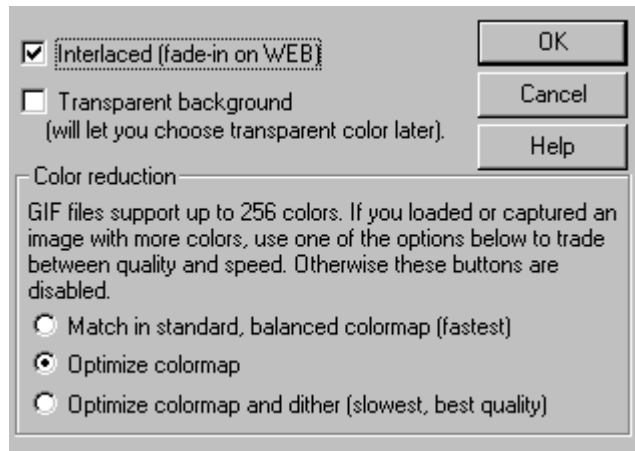 Interlaced (fade-in on WEB)
OK
Transparent background
(will let you choose transparent color later).
Cancel
Help
Color reduction
GIF files support up to 256 colors. If you loaded or captured an
image with more colors, use one of the options below to trade
between quality and speed. Otherwise these buttons are
disabled.
Match in standard, balanced colormap (fastest)
Optimize colormap
Optimize colormap and dither (slowest, best quality)